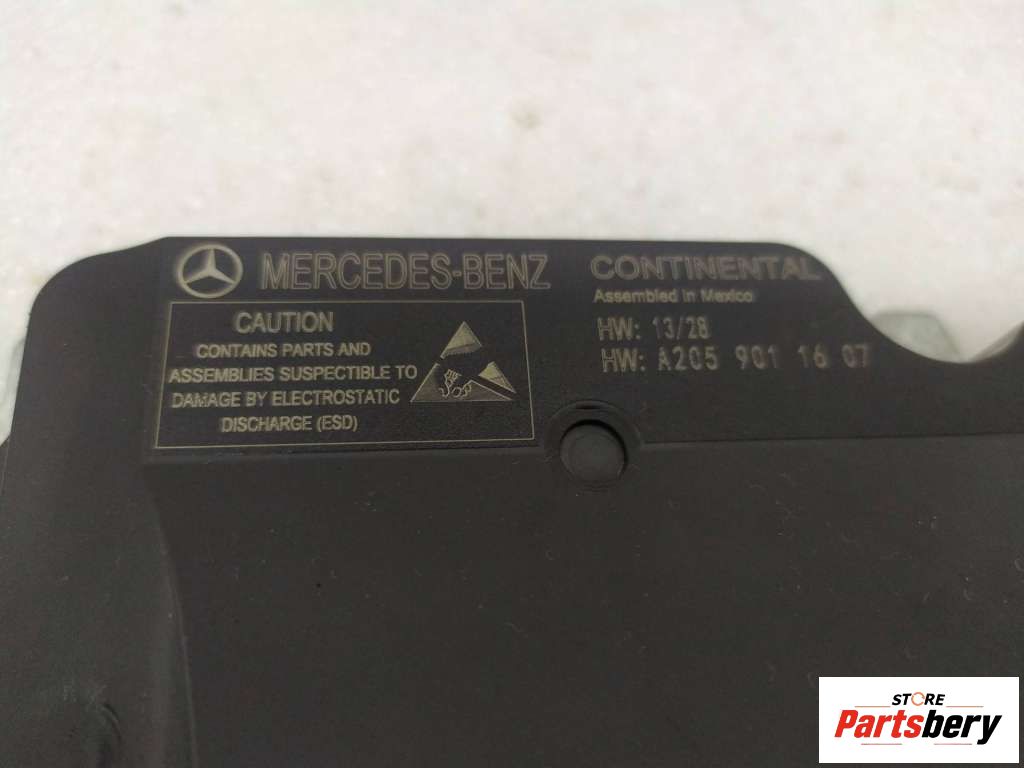 MERCEDES-BENZ
CAUTION
CONTAINS PARTS AND
ASSEMBLIES SUSPECTIBLE TO
DAMAGE BY ELECTROSTATIC
DISCHARGE (ESD)
CONTINENTAL
Assembled in Mexico
HW: 13/28
HW: A205 901 16 07
STORE
Partsbery